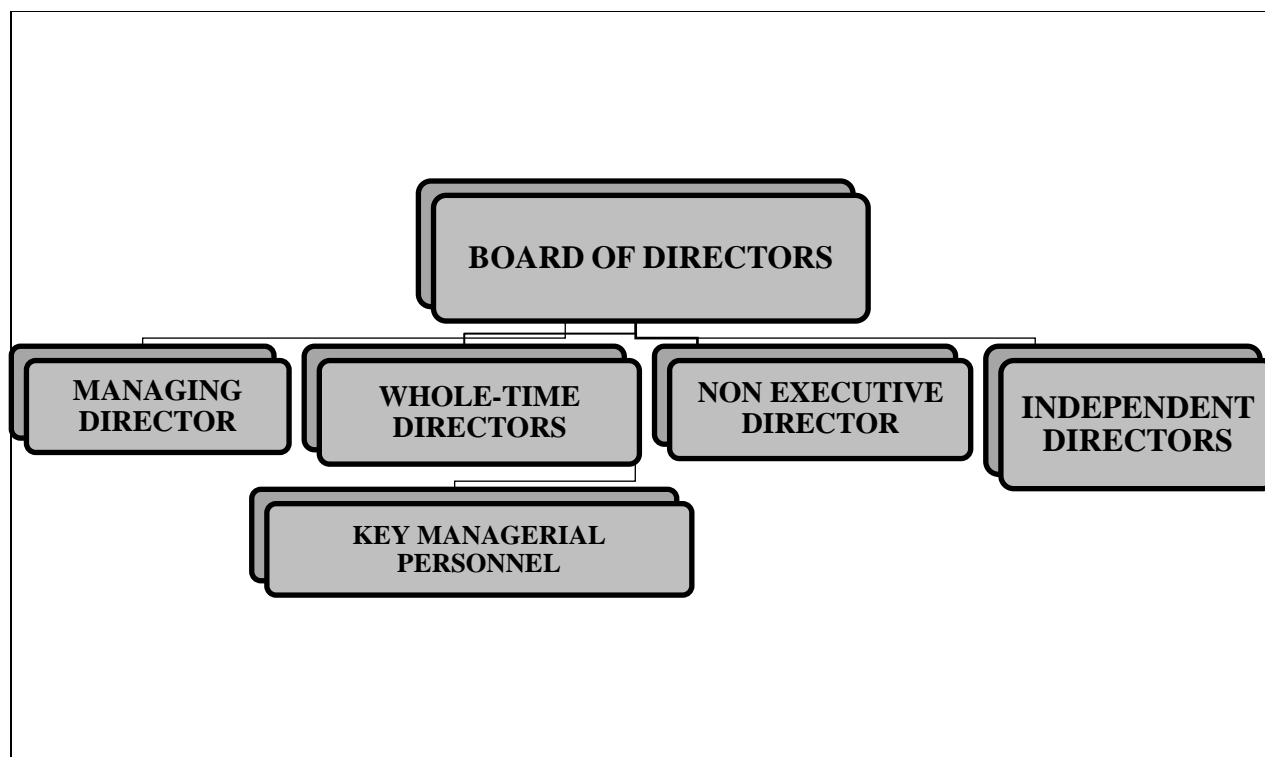 BOARD OF DIRECTORS
MANAGING
DIRECTOR
WHOLE-TIME
DIRECTORS
NON EXECUTIVE
DIRECTOR
INDEPENDENT
DIRECTORS
KEY MANAGERIAL
PERSONNEL